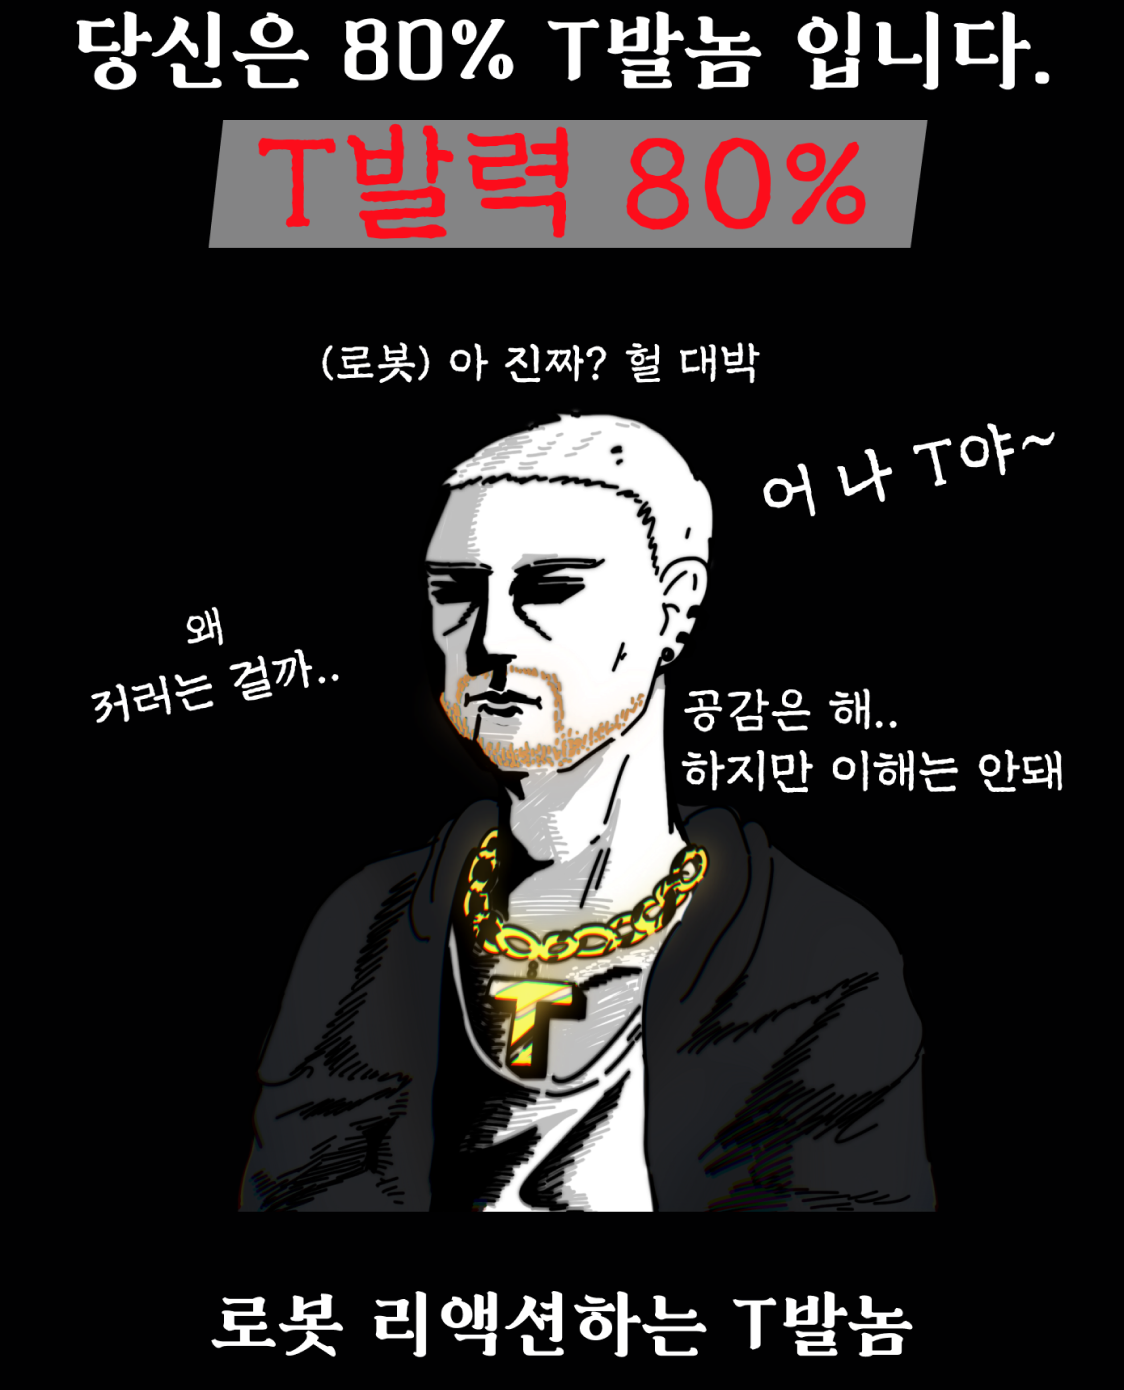 당신은 80% T발놈 입니다.
T발력 80%
(로봇) 아 진짜? 헐 대박
어 나 T야~
왜
저러는 걸까..
공감은 해..
하지만 이해는 안돼
T
로봇 리액션하는 T발놈